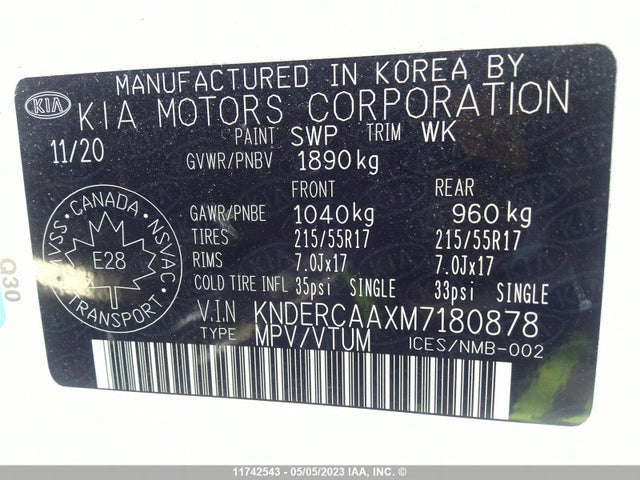 MANUFACTURED IN KOREA BY
KIA
KIA MOTORS CORPORATION
11/20
PAINT SWP TRIM WK
GVWR/PNBV 1890kg
FRONT REAR
GAWR/PNBE 1040kg 960kg
TIRES 215/55R17 215/55R17
RIMS 7.0Jx17 7.0Jx17
COLD TIRE INFL 35psi SINGLE 33psi SINGLE
V.I.N KNDERCAAXM7180878
TYPE MPV/VTUM ICES/NMB-002
CANADA
NSVAC
TRANSPORT
E28
Q30
11742543 - 05/05/2023 IAA, INC. ©